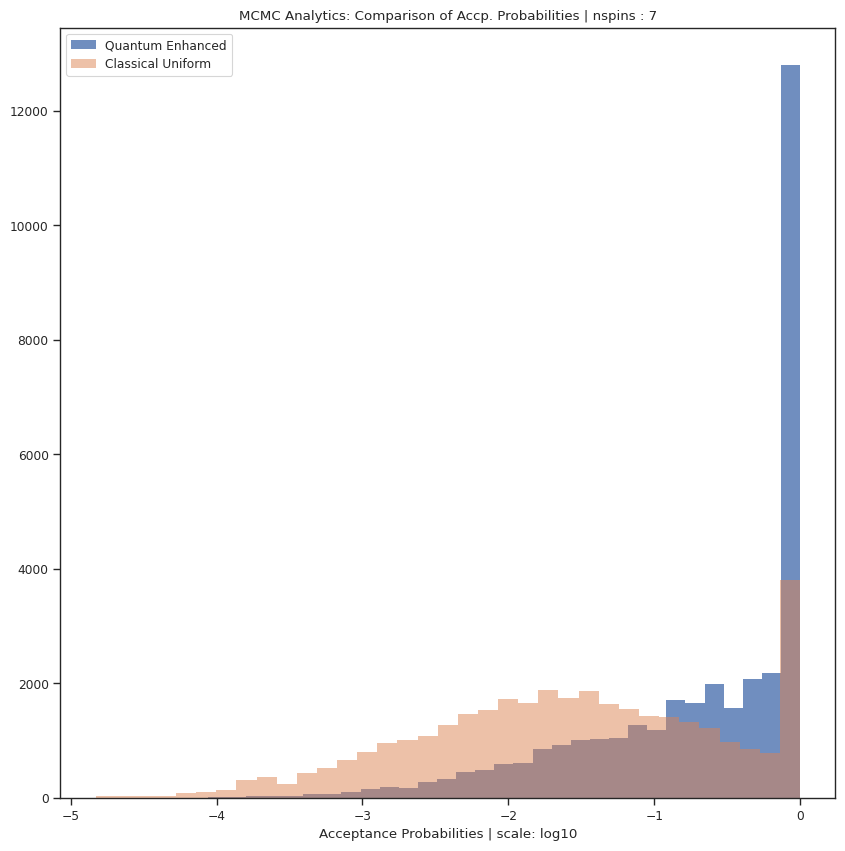 MCMC Analytics: Comparison of Accp. Probabilities | nspins : 7
Quantum Enhanced
Classical Uniform
12000
10000
8000
6000
4000
2000
0
−5 −4 −3 −2 −1 0
Acceptance Probabilities | scale: log10